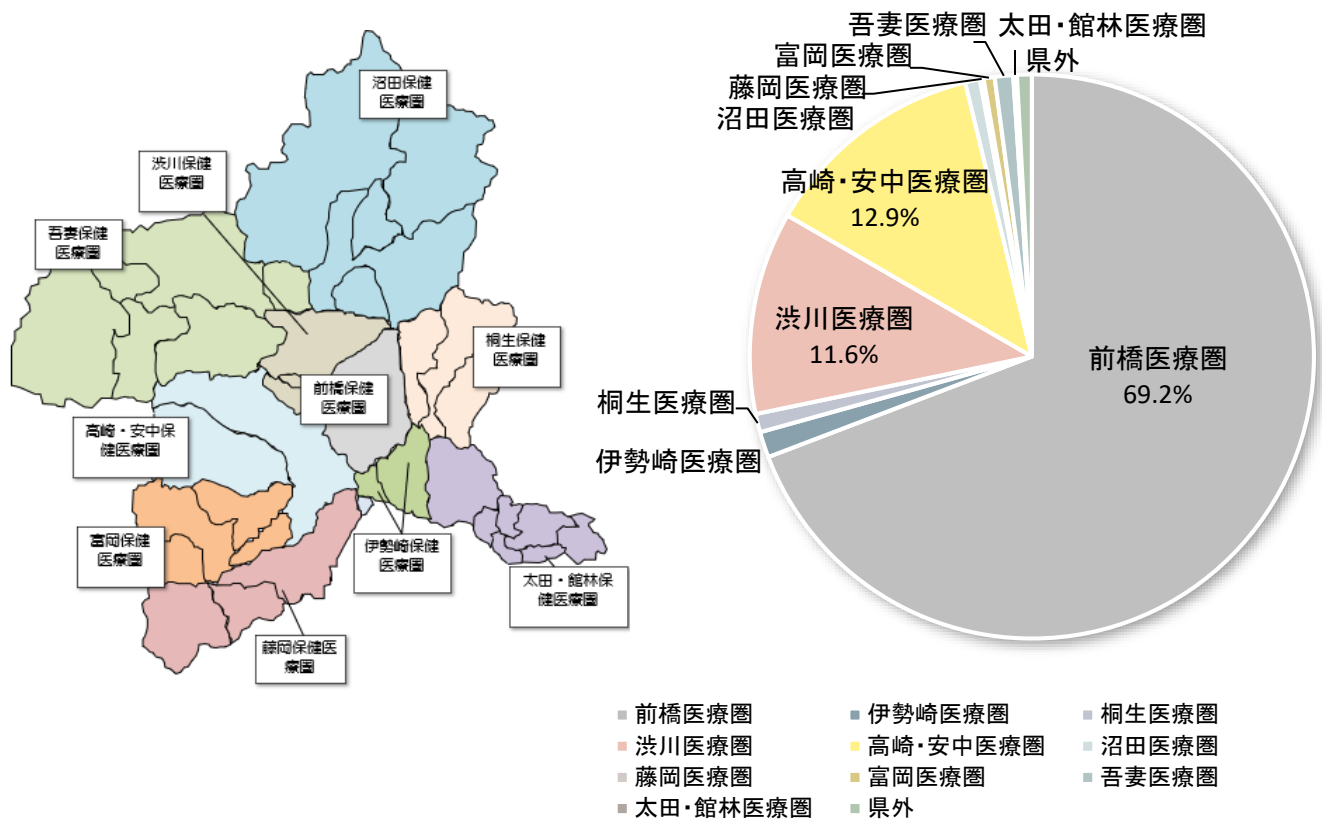 沼田保健
医療圏
渋川保健
医療圏
吾妻保健
医療圏
桐生保健
医療圏
前橋保健
医療圏
高崎・安中保
健医療圏
富岡保健
医療圏
伊勢崎保健
医療圏
太田・館林保
健医療圏
藤岡保健医
療圏
吾妻医療圏 太田・館林医療圏
富岡医療圏 県外
藤岡医療圏
沼田医療圏
高崎・安中医療圏
12.9%
渋川医療圏
11.6%
前橋医療圏
69.2%
桐生医療圏
伊勢崎医療圏
前橋医療圏 伊勢崎医療圏 桐生医療圏
渋川医療圏 高崎・安中医療圏 沼田医療圏
藤岡医療圏 富岡医療圏 吾妻医療圏
太田・館林医療圏 県外